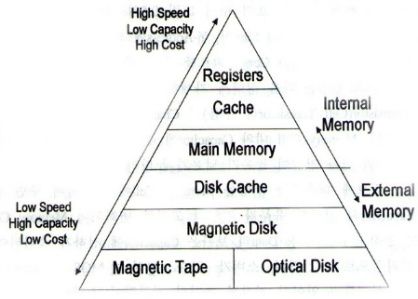 High Speed
Low Capacity
High Cost
Registers
Cache
Internal
Memory
Main Memory
Disk Cache
External
Memory
Low Speed
High Capacity
Low Cost
Magnetic Disk
Magnetic Tape
Optical Disk